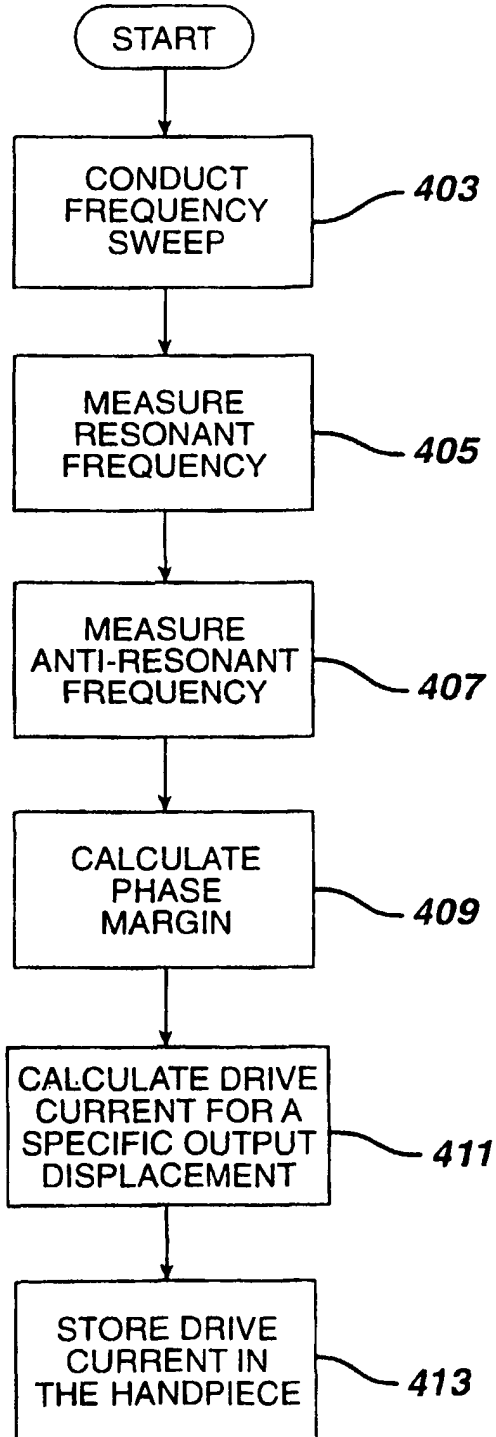 START
CONDUCT
FREQUENCY
SWEEP
403
MEASURE
RESONANT
FREQUENCY
405
MEASURE
ANTI-RESONANT
FREQUENCY
407
CALCULATE
PHASE
MARGIN
409
CALCULATE DRIVE
CURRENT FOR A
SPECIFIC OUTPUT
DISPLACEMENT
411
STORE DRIVE
CURRENT IN
THE HANDPIECE
413